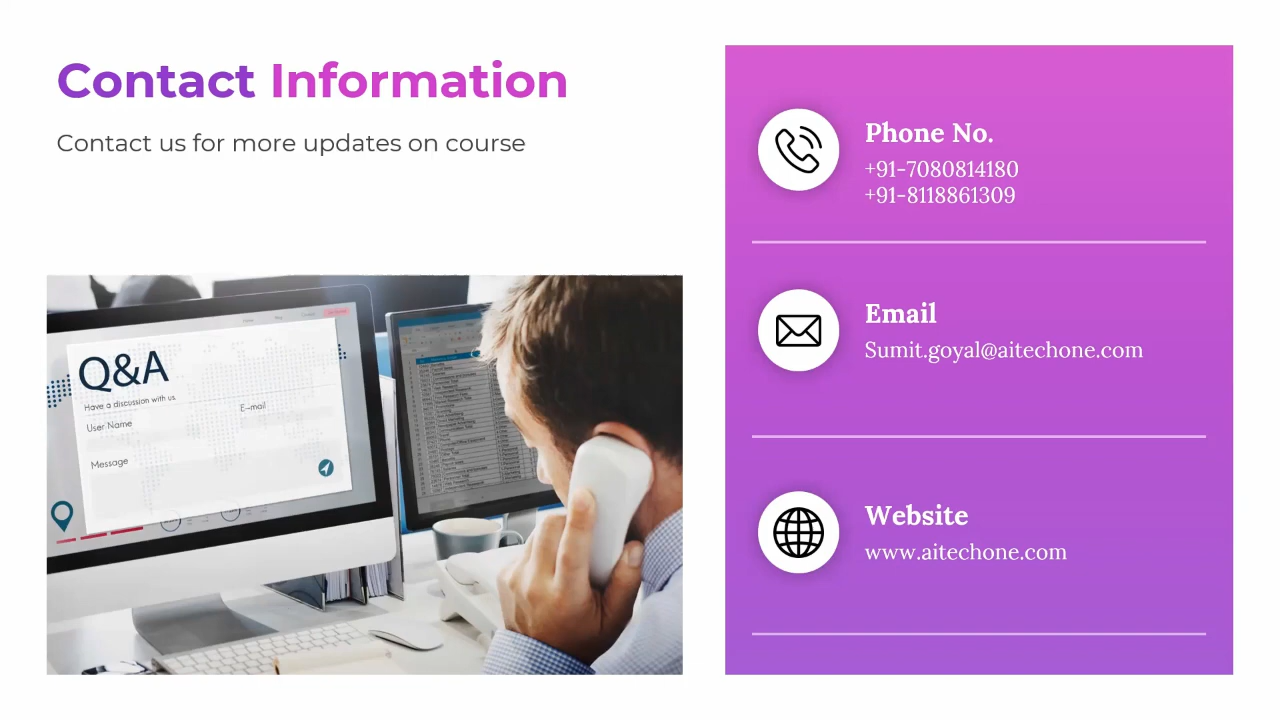 Contact Information
Contact us for more updates on course
Q&A
Have a discussion with us.
User Name
E-mail
Message
Phone No.
+91-7080814180
+91-8118861309
Email
Sumit.goyal@aitechone.com
Website
www.aitechone.com